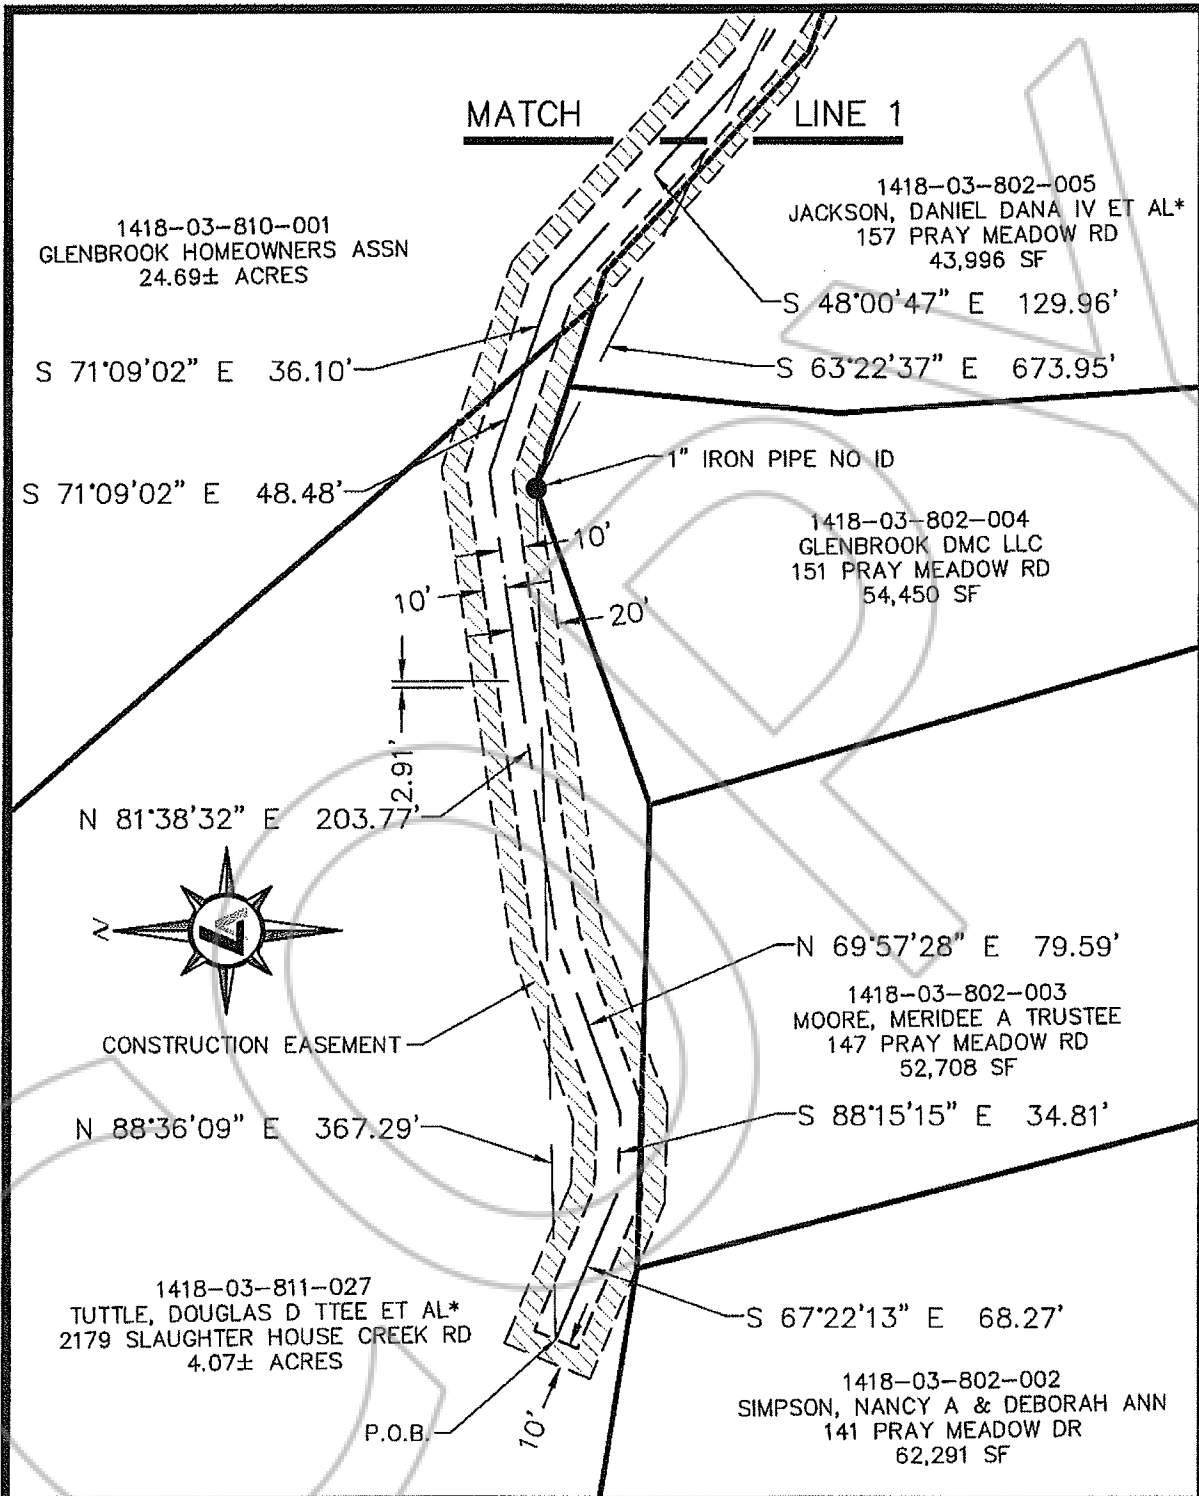 MATCH LINE 1
1418-03-802-005
JACKSON, DANIEL DANA IV ET AL*
157 PRAY MEADOW RD
43,996 SF
1418-03-810-001
GLENBROOK HOMEOWNERS ASSN
24.69± ACRES
S 48°00'47" E 129.96'
S 71°09'02" E 36.10'
S 63°22'37" E 673.95'
1" IRON PIPE NO ID
S 71°09'02" E 48.48'
1418-03-802-004
GLENBROOK DMC LLC
151 PRAY MEADOW RD
54,450 SF
10'
10'
20'
2.91'
N 81°38'32" E 203.77'
N
N 69°57'28" E 79.59'
1418-03-802-003
MOORE, MERIDEE A TRUSTEE
147 PRAY MEADOW RD
52,708 SF
CONSTRUCTION EASEMENT
S 88°15'15" E 34.81'
N 88°36'09" E 367.29'
1418-03-811-027
TUTTLE, DOUGLAS D TTEE ET AL*
2179 SLAUGHTER HOUSE CREEK RD
4.07± ACRES
S 67°22'13" E 68.27'
1418-03-802-002
SIMPSON, NANCY A & DEBORAH ANN
141 PRAY MEADOW DR
62,291 SF
P.O.B.
10'
COPY